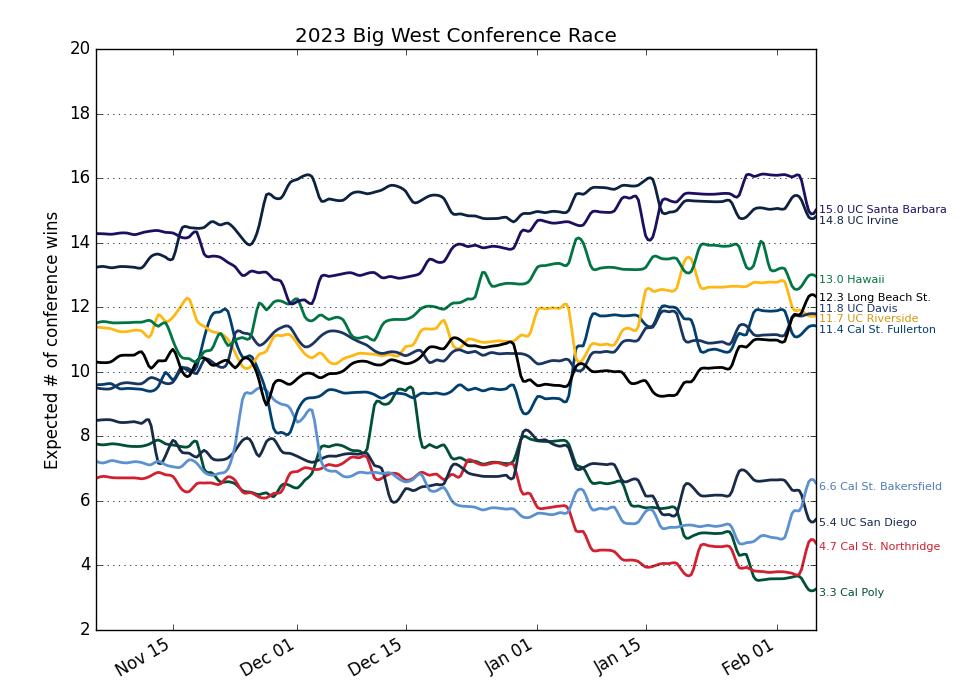 2023 Big West Conference Race
Expected # of conference wins
20
18
16
14
12
10
8
6
4
2
Nov 15
Dec 01
Dec 15
Jan 01
Jan 15
Feb 01
15.0 UC Santa Barbara
14.8 UC Irvine
13.0 Hawaii
12.3 Long Beach St.
11.8 UC Davis
11.7 UC Riverside
11.4 Cal St. Fullerton
6.6 Cal St. Bakersfield
5.4 UC San Diego
4.7 Cal St. Northridge
3.3 Cal Poly